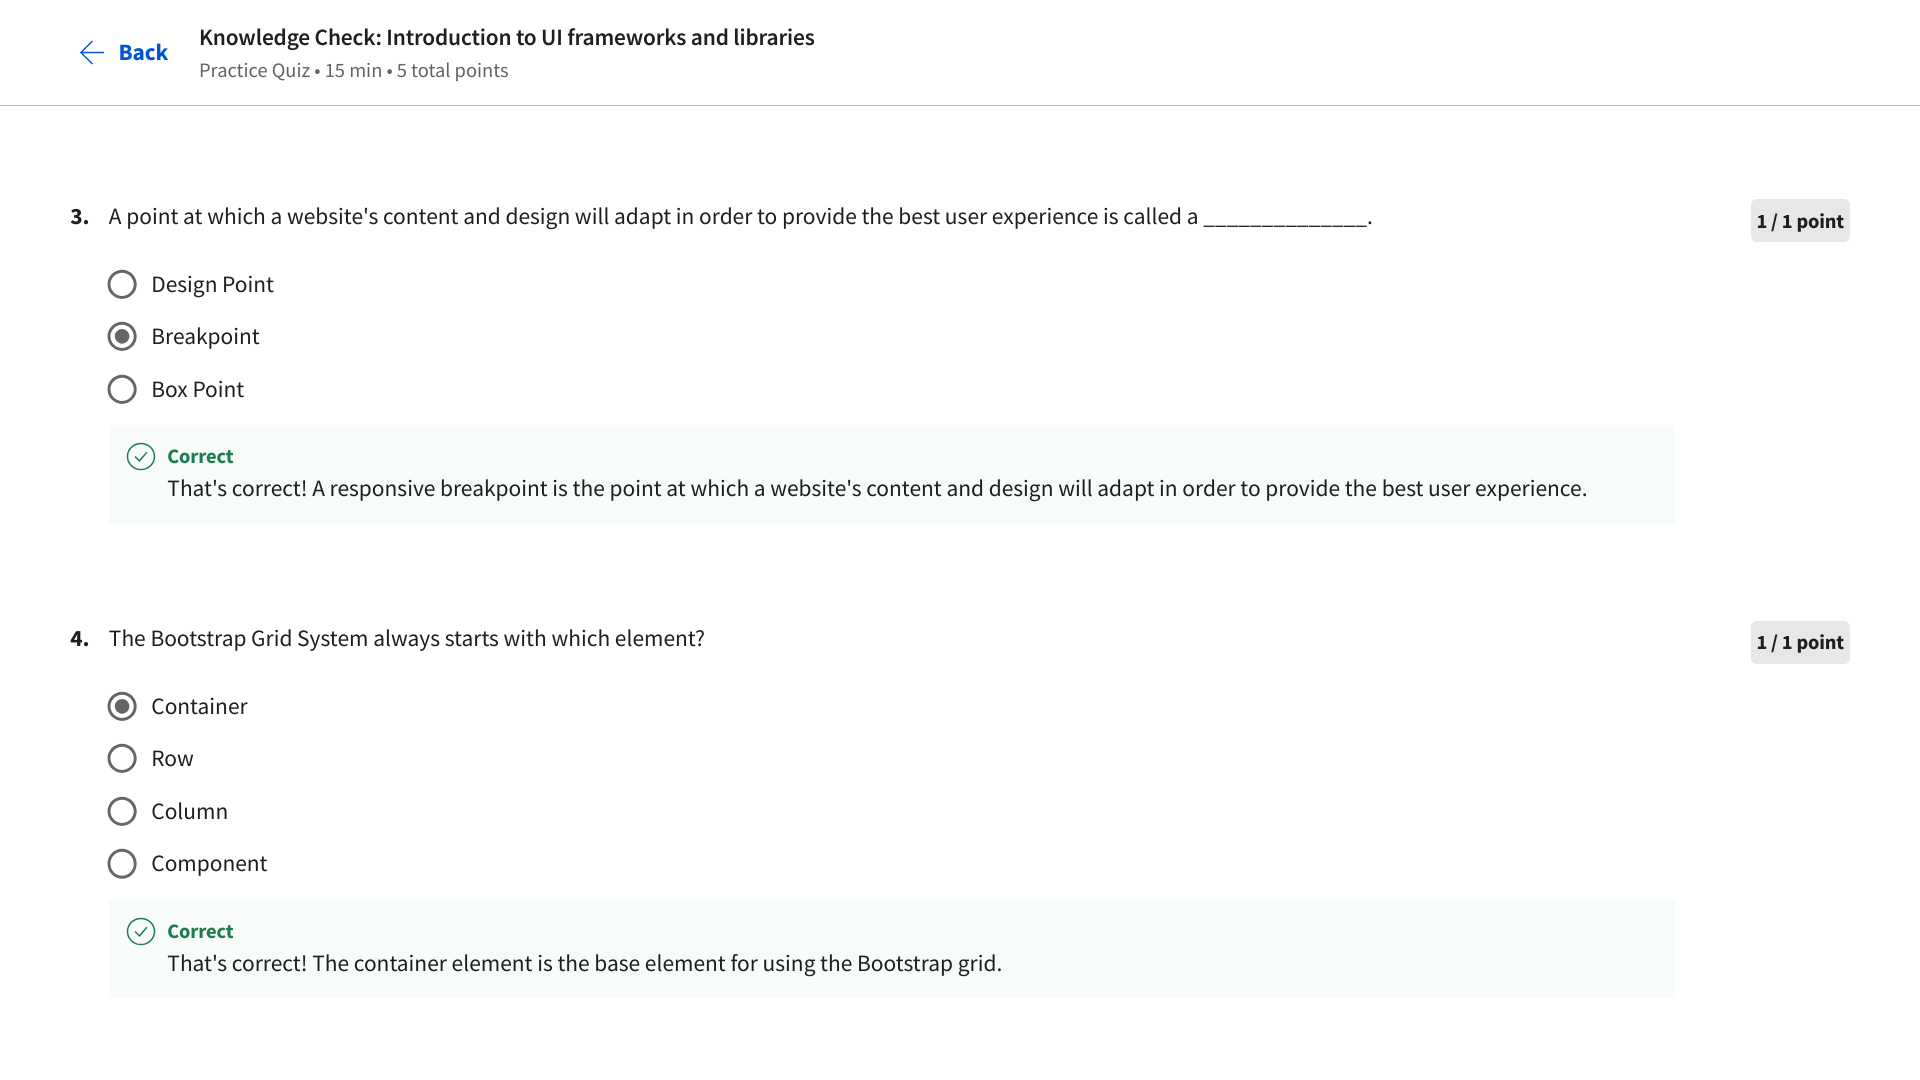 Back
Knowledge Check: Introduction to UI frameworks and libraries
Practice Quiz • 15 min • 5 total points
3. A point at which a website's content and design will adapt in order to provide the best user experience is called a ______________.
1 / 1 point
Design Point
Breakpoint
Box Point
Correct
That's correct! A responsive breakpoint is the point at which a website's content and design will adapt in order to provide the best user experience.
4. The Bootstrap Grid System always starts with which element?
1 / 1 point
Container
Row
Column
Component
Correct
That's correct! The container element is the base element for using the Bootstrap grid.